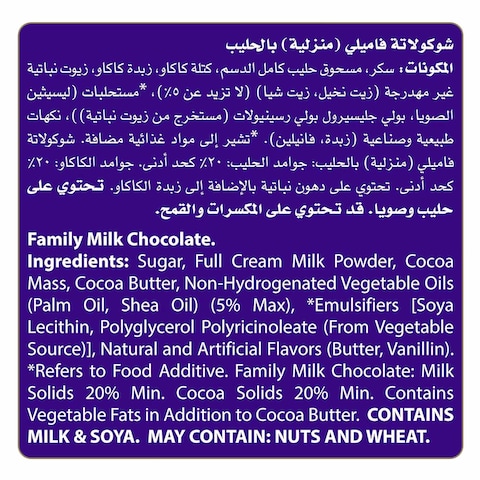 شوكولاتة فاميلي (منزلية) بالحليب
المكونات: سكر، مسحوق حليب كامل الدسم، كتلة كاكاو، زبدة كاكاو، زيوت نباتية
غير مهدرجة (زيت نخيل، زيت شيا) (لا تزيد عن ٥٪)، *مستحلبات (ليسيثين
الصويا، بولي جليسيرول بولي رسينيولات (مستخرج من زيوت نباتية))، نكهات
طبيعية وصناعية (زبدة، فانيلين). *تشير إلى مواد غذائية مضافة. شوكولاتة
فاميلي (منزلية) بالحليب: جوامد الحليب: ٢٠٪ كحد أدنى. جوامد الكاكاو: ٢٠٪
كحد أدنى. تحتوي على دهون نباتية بالإضافة إلى زبدة الكاكاو. تحتوي على
حليب وصويا. قد تحتوي على المكسرات والقمح.
Family Milk Chocolate.
Ingredients: Sugar, Full Cream Milk Powder, Cocoa
Mass, Cocoa Butter, Non-Hydrogenated Vegetable Oils
(Palm Oil, Shea Oil) (5% Max), *Emulsifiers [Soya
Lecithin, Polyglycerol Polyricinoleate (From Vegetable
Source)], Natural and Artificial Flavors (Butter, Vanillin).
*Refers to Food Additive. Family Milk Chocolate: Milk
Solids 20% Min. Cocoa Solids 20% Min. Contains
Vegetable Fats in Addition to Cocoa Butter. CONTAINS
MILK & SOYA. MAY CONTAIN: NUTS AND WHEAT.